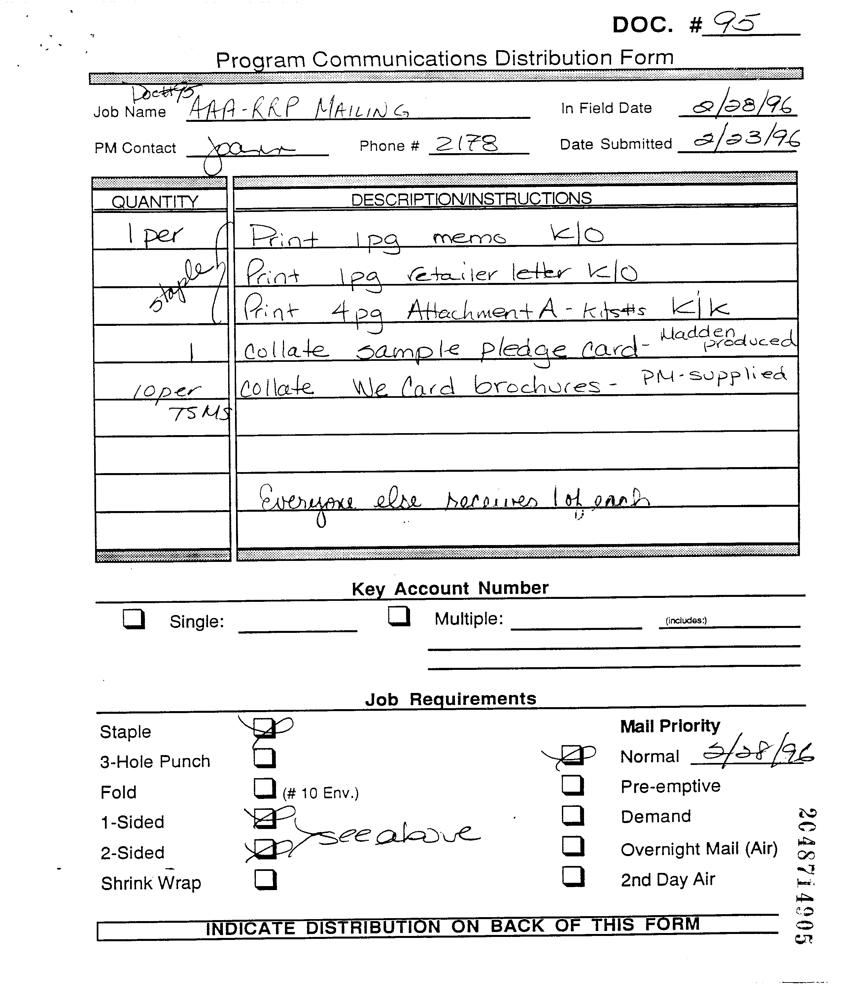 DOC. # 95
Program Communications Distribution Form
Doc#95
Job Name AAA-RRP MAILING In Field Date 2/28/96
PM Contact Joann Phone # 2178 Date Submitted 2/23/96
QUANTITY DESCRIPTION/INSTRUCTIONS
1 per Print 1pg memo K/O
staple Print 1pg retailer letter K/O
Print 4pg Attachment A - Kits#s K/K
1 Collate sample pledge card- Madden produced
10 per TSMS Collate We Card brochures - PM-supplied
Everyone else receives 1 of each
Key Account Number
Single: Multiple: (includes:)
Job Requirements
Staple Mail Priority
3-Hole Punch Normal 2/28/96
Fold (# 10 Env.) Pre-emptive
1-Sided see above Demand
2-Sided Overnight Mail (Air)
Shrink Wrap 2nd Day Air
INDICATE DISTRIBUTION ON BACK OF THIS FORM
2048714905